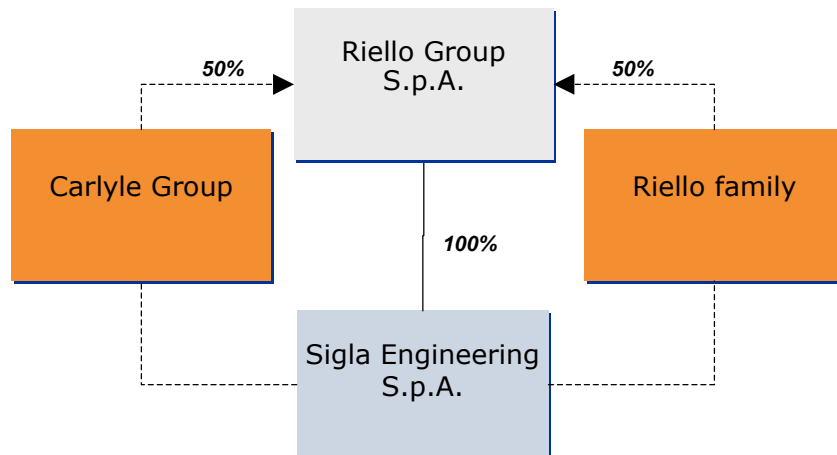 Riello Group
S.p.A.
50%
50%
Carlyle Group
Riello family
100%
Sigla Engineering
S.p.A.